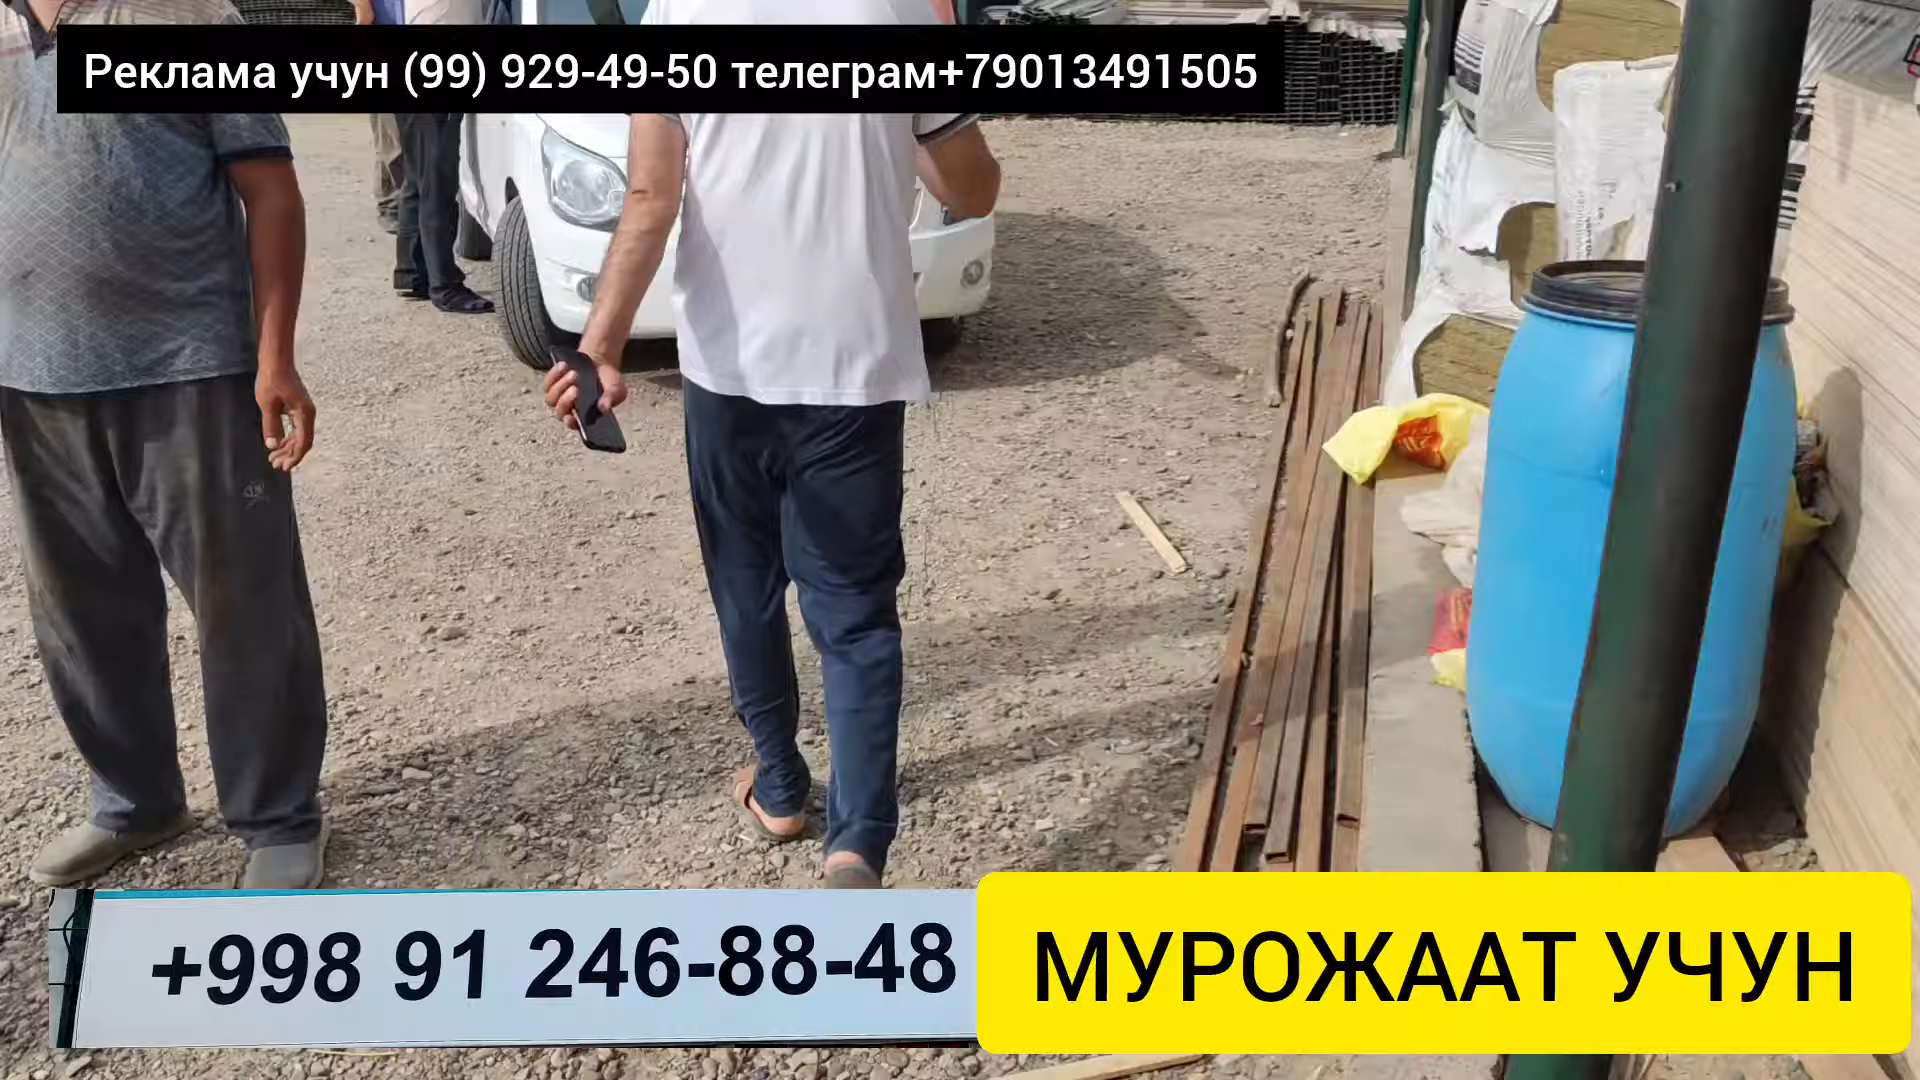 Реклама учун (99) 929-49-50 телеграм+79013491505
+998 91 246-88-48
МУРОЖААТ УЧУН